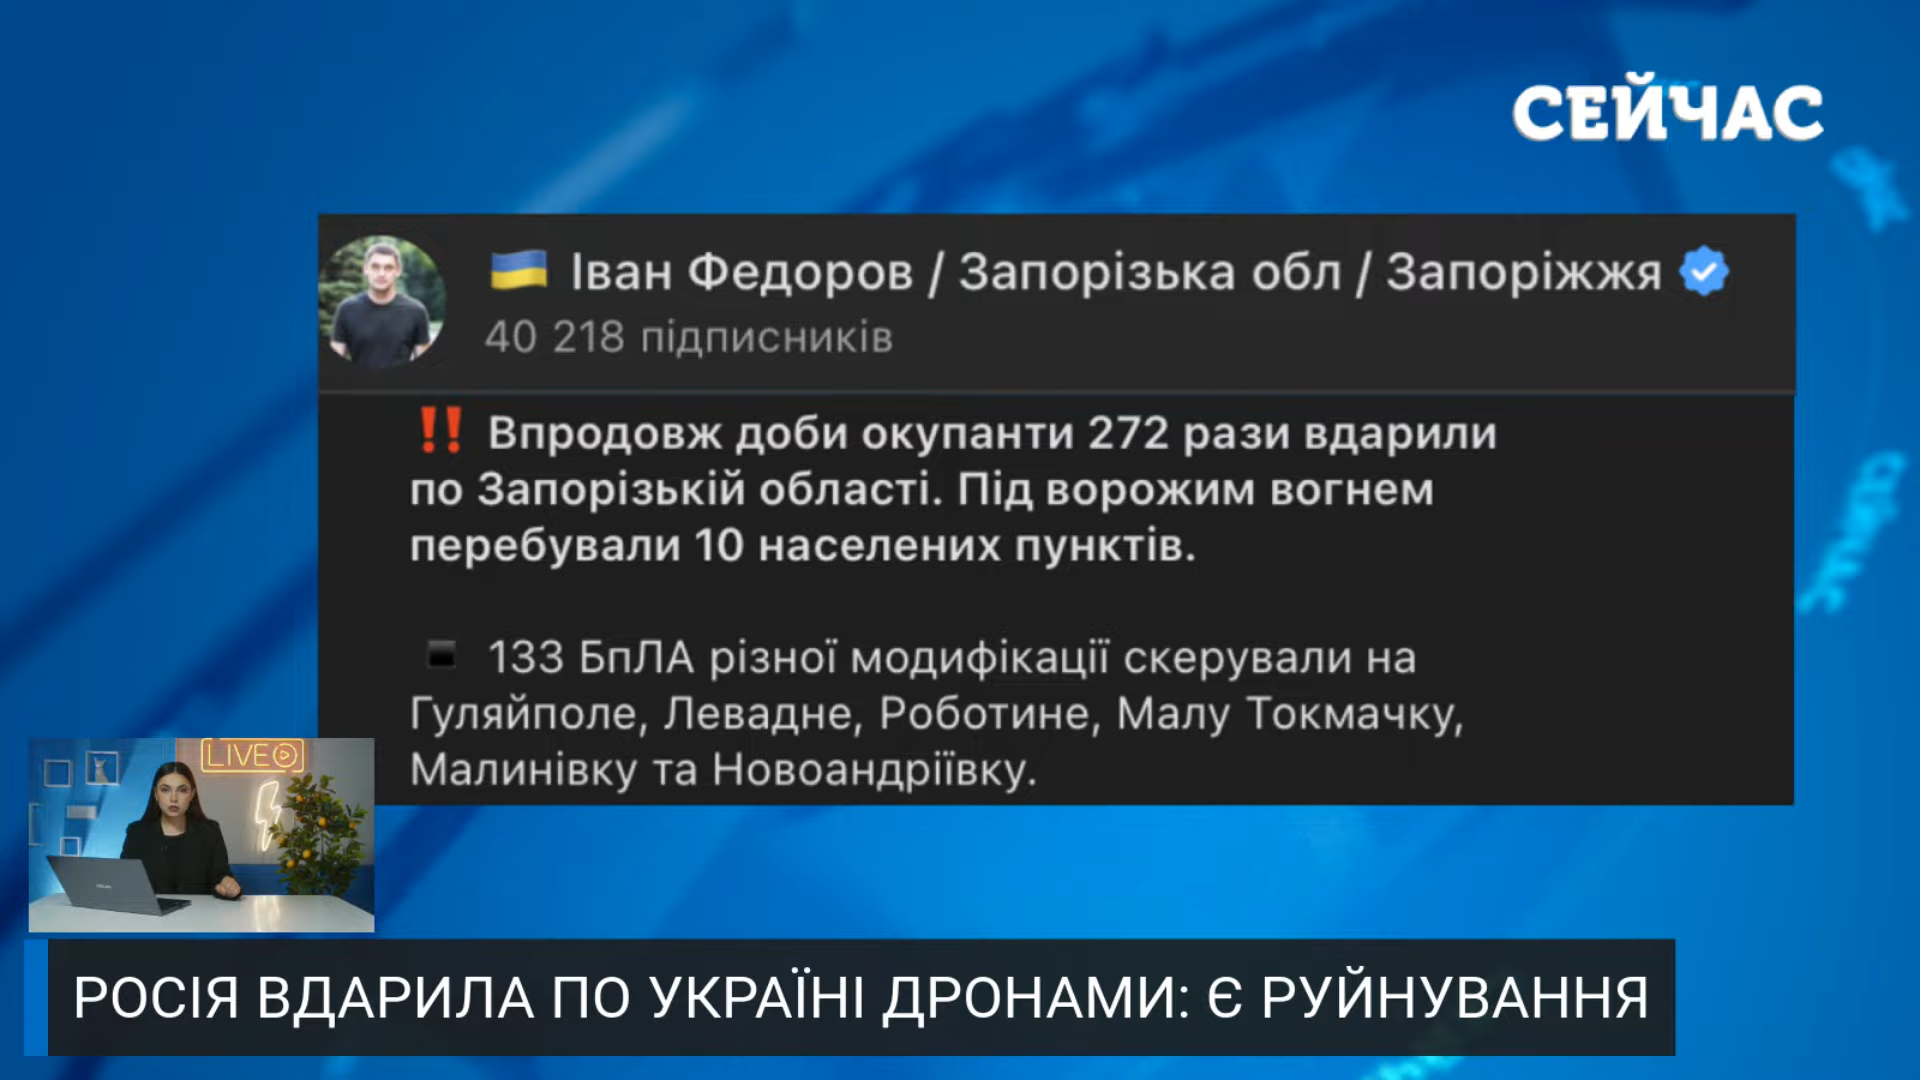 СЕЙЧАС
Іван Федоров / Запорізька обл / Запоріжжя
40 218 підписників
‼️ Впродовж доби окупанти 272 рази вдарили
по Запорізькій області. Під ворожим вогнем
перебували 10 населених пунктів.
▪️ 133 БпЛА різної модифікації скерували на
Гуляйполе, Левадне, Роботине, Малу Токмачку,
Малинівку та Новоандріївку.
LIVE
РОСІЯ ВДАРИЛА ПО УКРАЇНІ ДРОНАМИ: Є РУЙНУВАННЯ